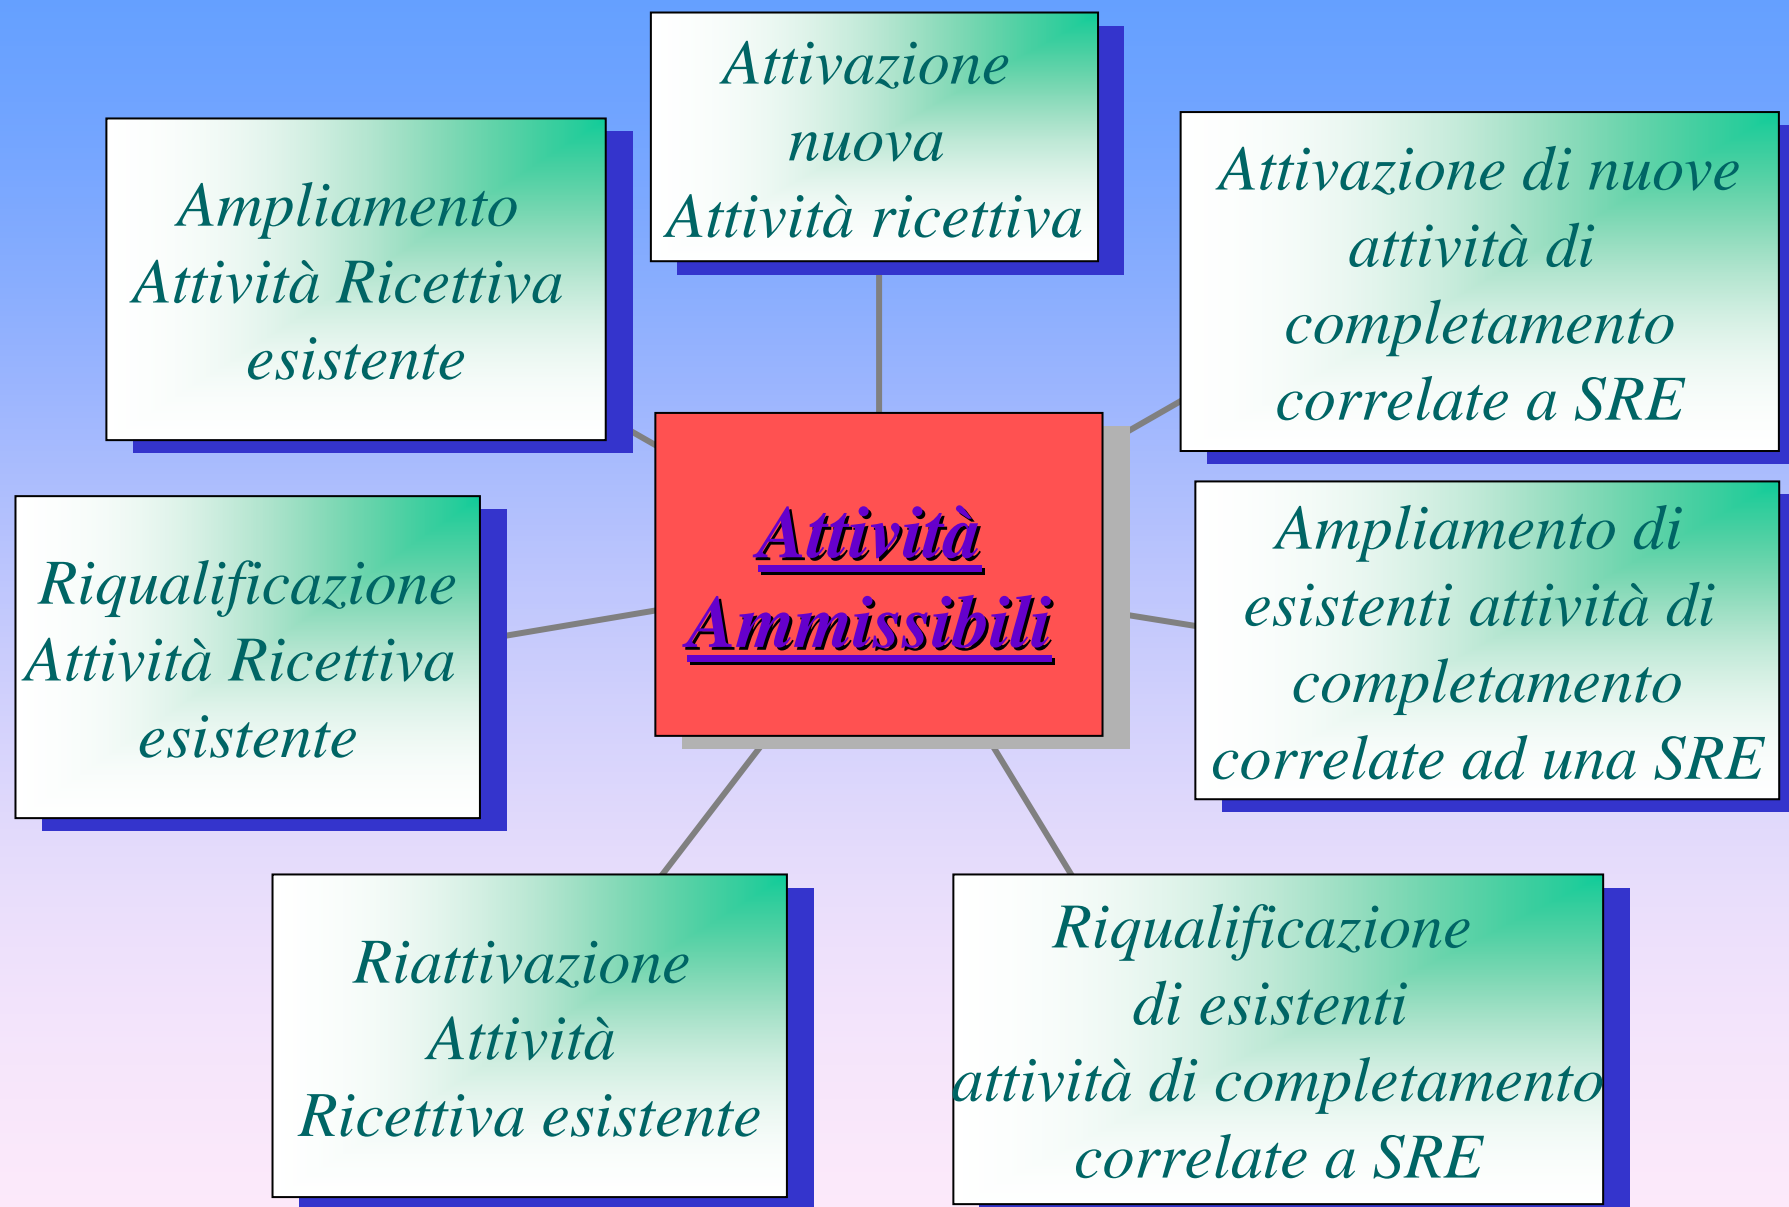 Attivazione
nuova
Attività ricettiva
Ampliamento
Attività Ricettiva
esistente
Attivazione di nuove
attività di
completamento
correlate a SRE
Attività
Ammissibili
Riqualificazione
Attività Ricettiva
esistente
Ampliamento di
esistenti attività di
completamento
correlate ad una SRE
Riattivazione
Attività
Ricettiva esistente
Riqualificazione
di esistenti
attività di completamento
correlate a SRE